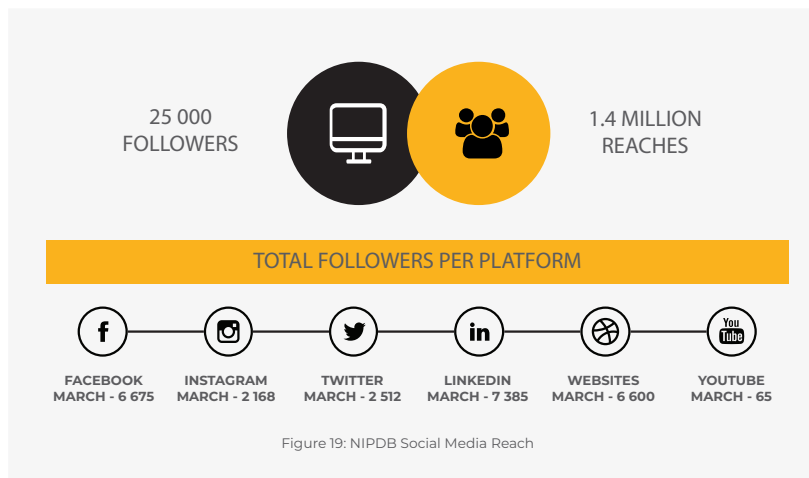 25 000
FOLLOWERS
1.4 MILLION
REACHES
TOTAL FOLLOWERS PER PLATFORM
f
in
You
Tube
FACEBOOK
MARCH - 6 675
INSTAGRAM
MARCH - 2 168
TWITTER
MARCH - 2 512
LINKEDIN
MARCH - 7 385
WEBSITES
MARCH - 6 600
YOUTUBE
MARCH - 65
Figure 19: NIPDB Social Media Reach